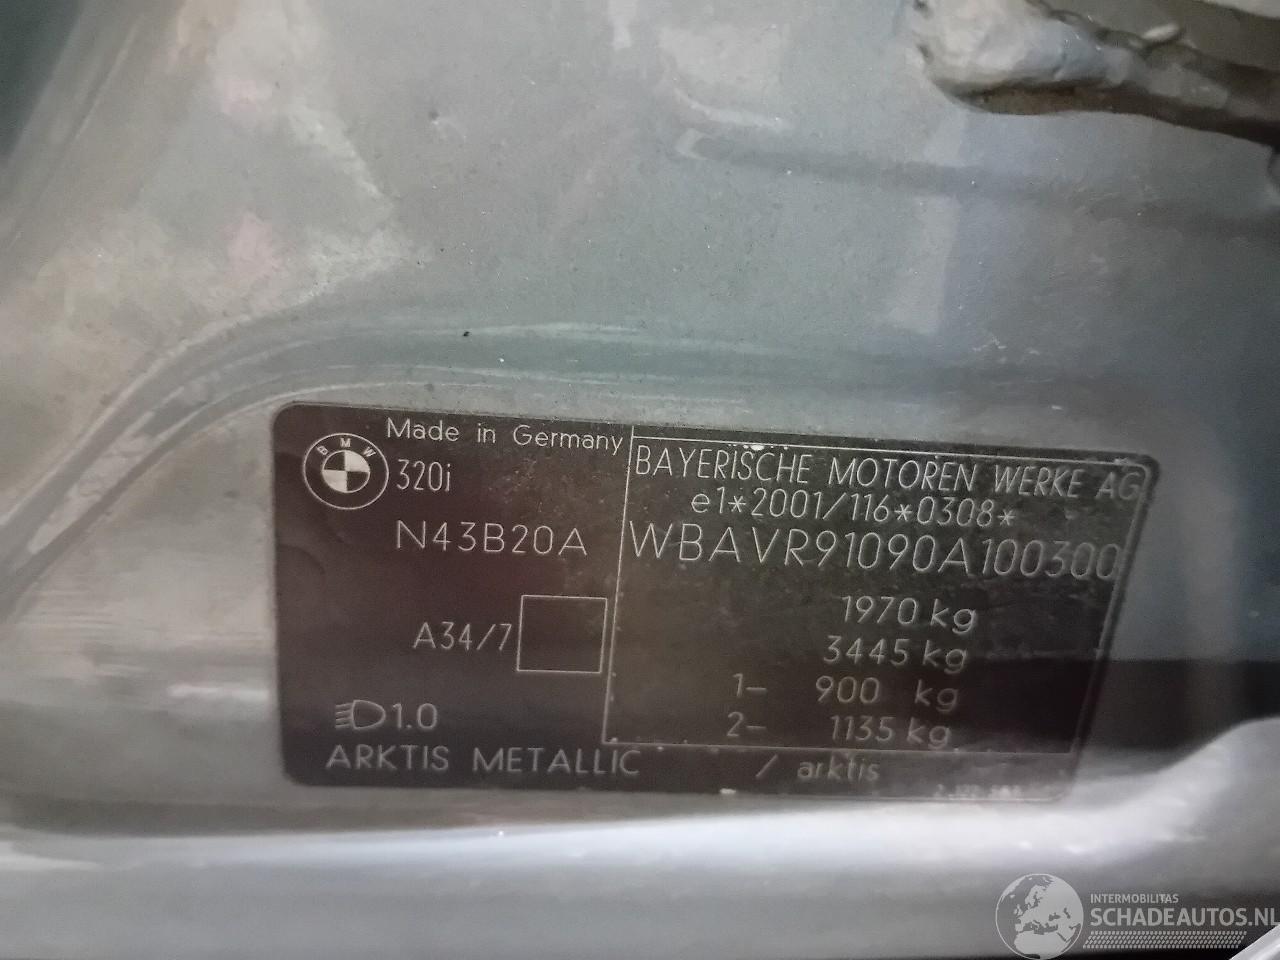 Made in Germany
BMW
320i
N43B20A
A34/7
1.0
ARKTIS METALLIC / arktis
BAYERISCHE MOTOREN WERKE AG
e1*2001/116*0308*
WBAVR91090A100300
1970 kg
3445 kg
1- 900 kg
2- 1135 kg
INTERMOBILITAS
SCHADEAUTOS.NL